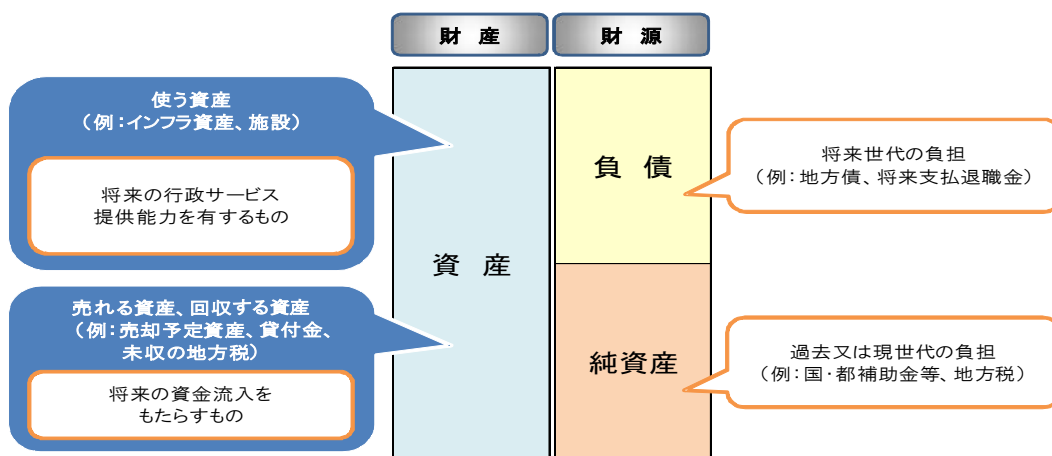 財 産
財 源
使う資産
（例：インフラ資産、施設）
将来の行政サービス
提供能力を有するもの
売れる資産、回収する資産
（例：売却予定資産、貸付金、
未収の地方税）
将来の資金流入を
もたらすもの
資 産
負 債
純資産
将来世代の負担
（例：地方債、将来支払退職金）
過去又は現世代の負担
（例：国・都補助金等、地方税）